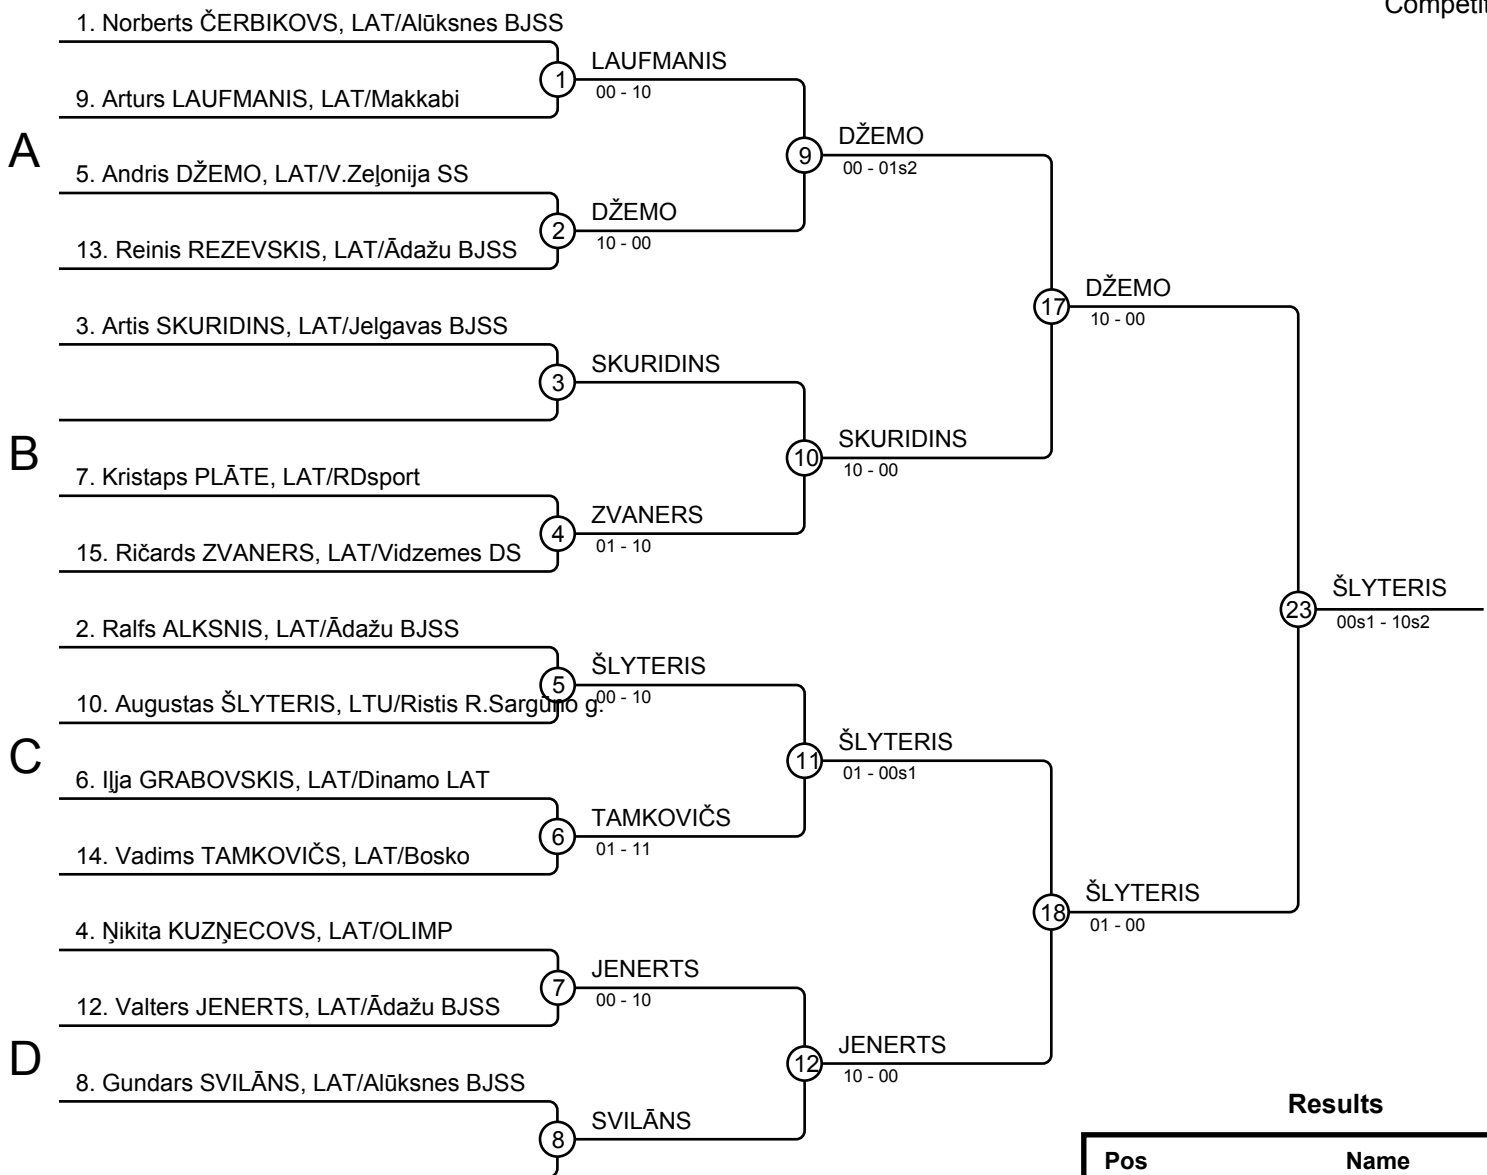 Competit
1. Norberts ČERBIKOVS, LAT/Alūksnes BJSS
1
LAUFMANIS
00 - 10
9. Arturs LAUFMANIS, LAT/Makkabi
A
9
DŽEMO
00 - 01s2
5. Andris DŽEMO, LAT/V.Zeļonija SS
2
DŽEMO
10 - 00
13. Reinis REZEVSKIS, LAT/Ādažu BJSS
17
DŽEMO
10 - 00
3. Artis SKURIDINS, LAT/Jelgavas BJSS
3
SKURIDINS
B
10
SKURIDINS
10 - 00
7. Kristaps PLĀTE, LAT/RDsport
4
ZVANERS
01 - 10
15. Ričards ZVANERS, LAT/Vidzemes DS
23
ŠLYTERIS
00s1 - 10s2
2. Ralfs ALKSNIS, LAT/Ādažu BJSS
5
ŠLYTERIS
00 - 10
10. Augustas ŠLYTERIS, LTU/Ristis R.Sargūno g.
C
11
ŠLYTERIS
01 - 00s1
6. Iļja GRABOVSKIS, LAT/Dinamo LAT
6
TAMKOVIČS
01 - 11
14. Vadims TAMKOVIČS, LAT/Bosko
18
ŠLYTERIS
01 - 00
4. Ņikita KUZŅECOVS, LAT/OLIMP
7
JENERTS
00 - 10
12. Valters JENERTS, LAT/Ādažu BJSS
D
12
JENERTS
10 - 00
8. Gundars SVILĀNS, LAT/Alūksnes BJSS
8
SVILĀNS
Results
Pos Name